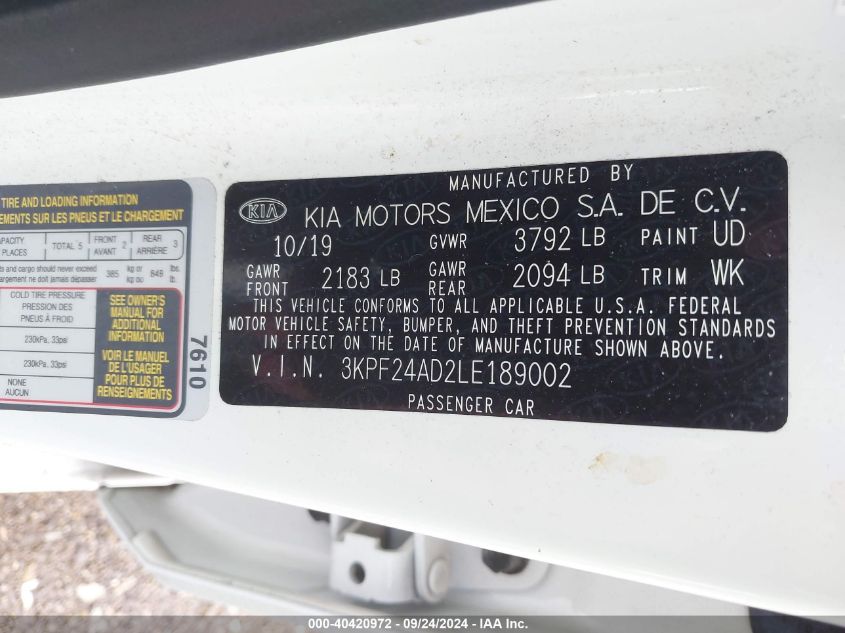 TIRE AND LOADING INFORMATION
SUR LES PNEUS ET LE CHARGEMENT
TOTAL 5 FRONT AVANT 2 REAR ARRIÈRE 3
and cargo should never exceed 385 kg or kg ou 849 lbs. lb.
ne doit jamais dépasser
COLD TIRE PRESSURE
PRESSION DES
PNEUS À FROID
230kPa, 33psi
230kPa, 33psi
NONE
AUCUN
SEE OWNER'S
MANUAL FOR
ADDITIONAL
INFORMATION
VOIR LE MANUEL
DE L'USAGER
POUR PLUS DE
RENSEIGNEMENTS
7610
MANUFACTURED BY
KIA KIA MOTORS MEXICO S.A. DE C.V.
10/19 GVWR 3792 LB PAINT UD
GAWR FRONT 2183 LB GAWR REAR 2094 LB TRIM WK
THIS VEHICLE CONFORMS TO ALL APPLICABLE U.S.A. FEDERAL
MOTOR VEHICLE SAFETY, BUMPER, AND THEFT PREVENTION STANDARDS
IN EFFECT ON THE DATE OF MANUFACTURE SHOWN ABOVE.
V.I.N. 3KPF24AD2LE189002
PASSENGER CAR
000-40420972 - 09/24/2024 - IAA Inc.